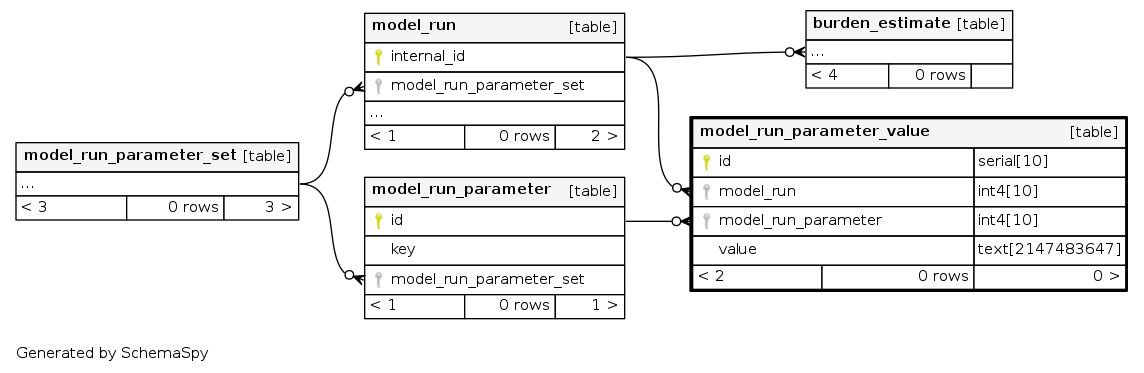 model_run [table]
internal_id
model_run_parameter_set
...
< 1 0 rows 2 >
burden_estimate [table]
...
< 4 0 rows
model_run_parameter_set [table]
...
< 3 0 rows 3 >
model_run_parameter [table]
id
key
model_run_parameter_set
< 1 0 rows 1 >
model_run_parameter_value [table]
id serial[10]
model_run int4[10]
model_run_parameter int4[10]
value text[2147483647]
< 2 0 rows 0 >
Generated by SchemaSpy